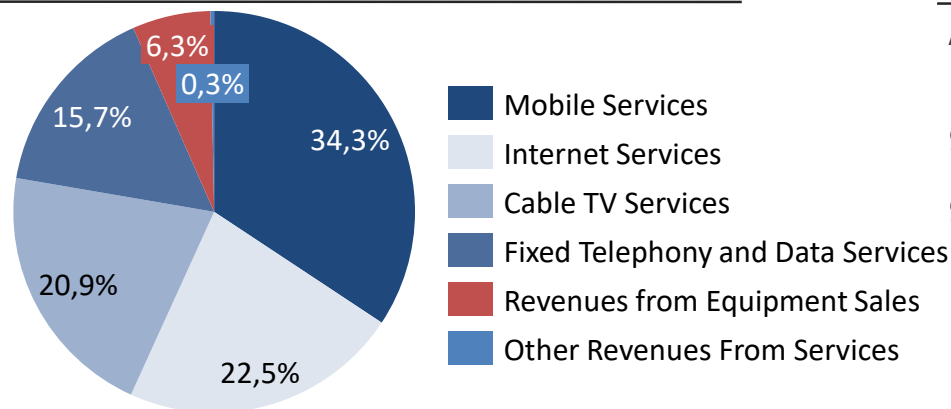 6,3%
0,3%
15,7%
34,3%
20,9%
22,5%
Mobile Services
Internet Services
Cable TV Services
Fixed Telephony and Data Services
Revenues from Equipment Sales
Other Revenues From Services